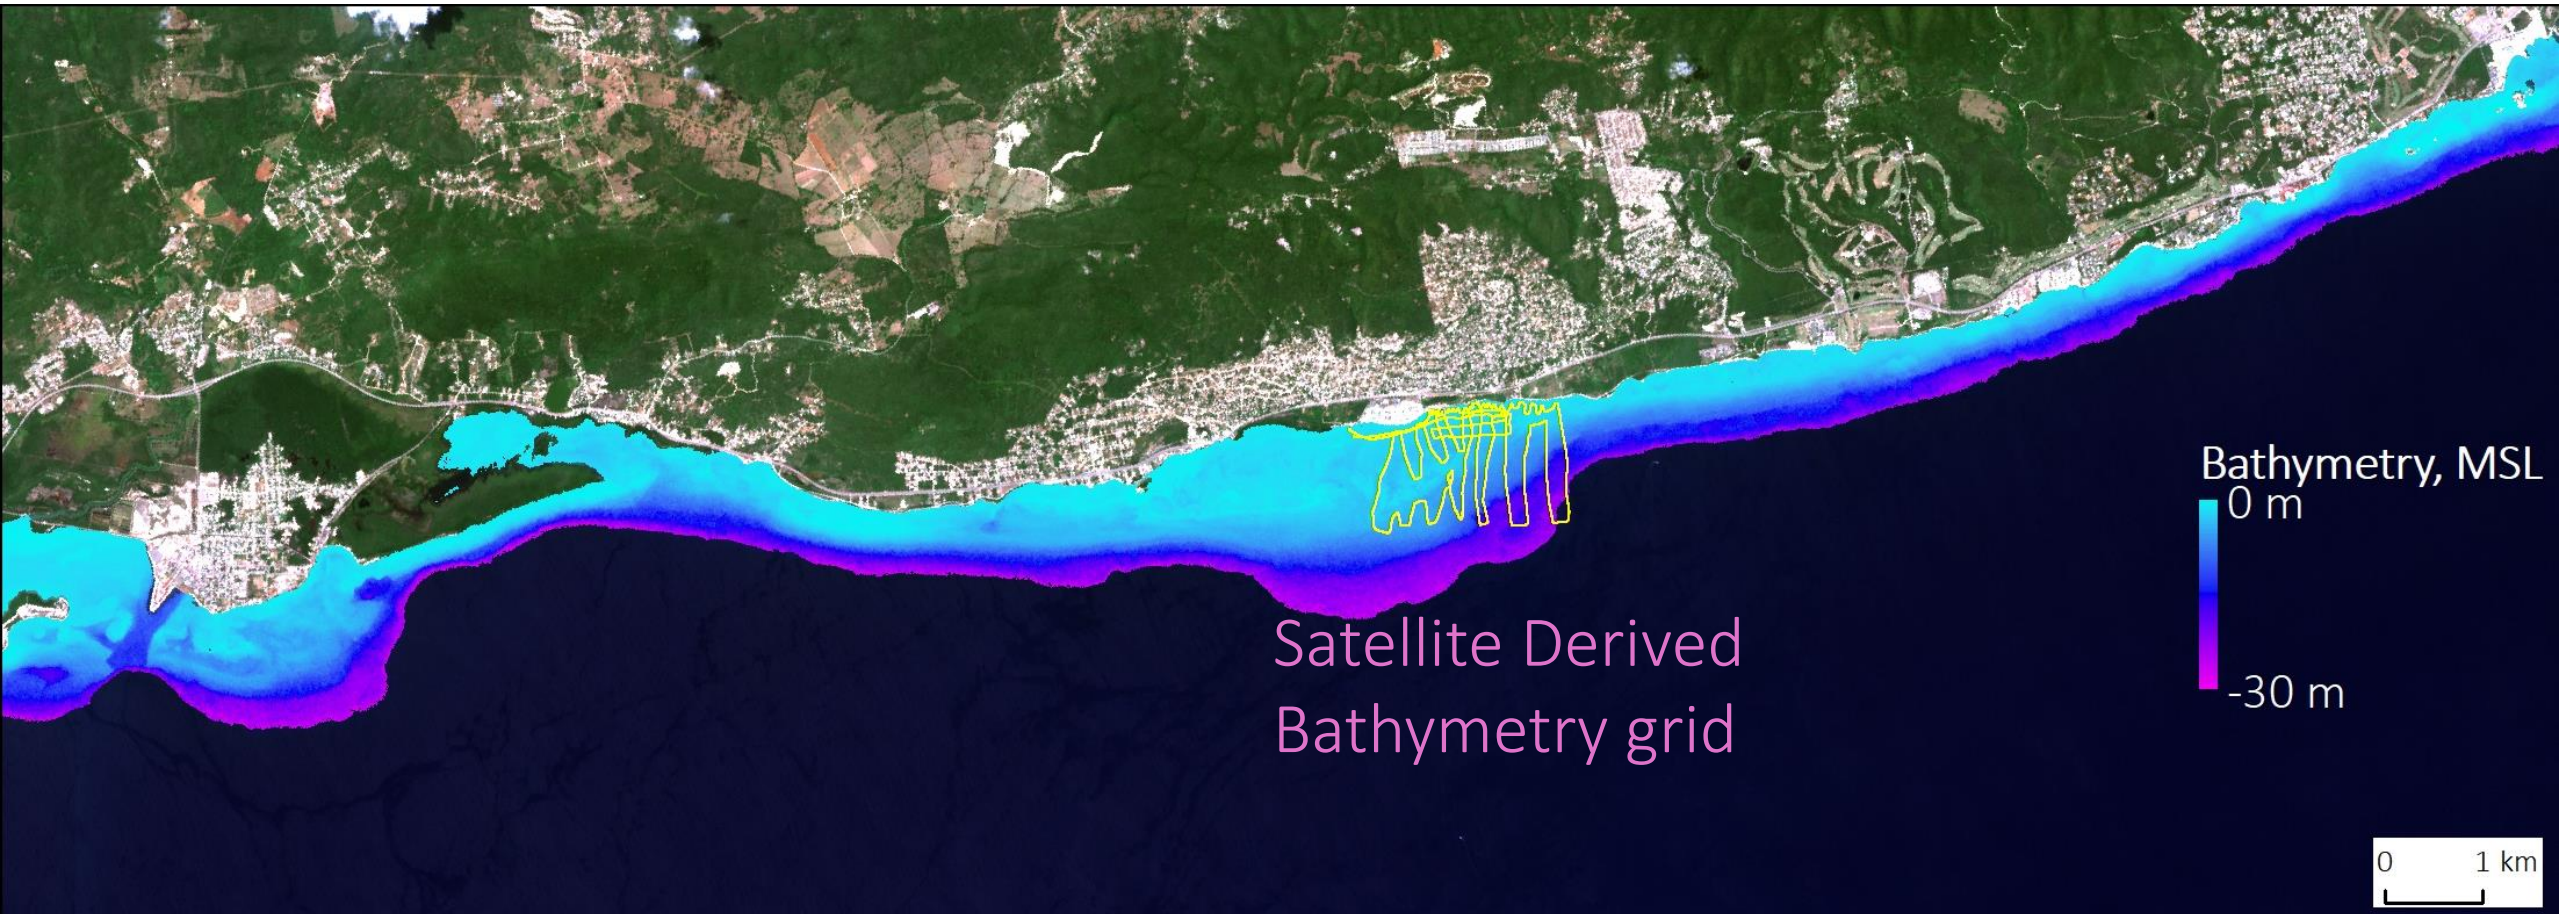 Bathymetry, MSL
0 m
-30 m
Satellite Derived
Bathymetry grid
0 1 km